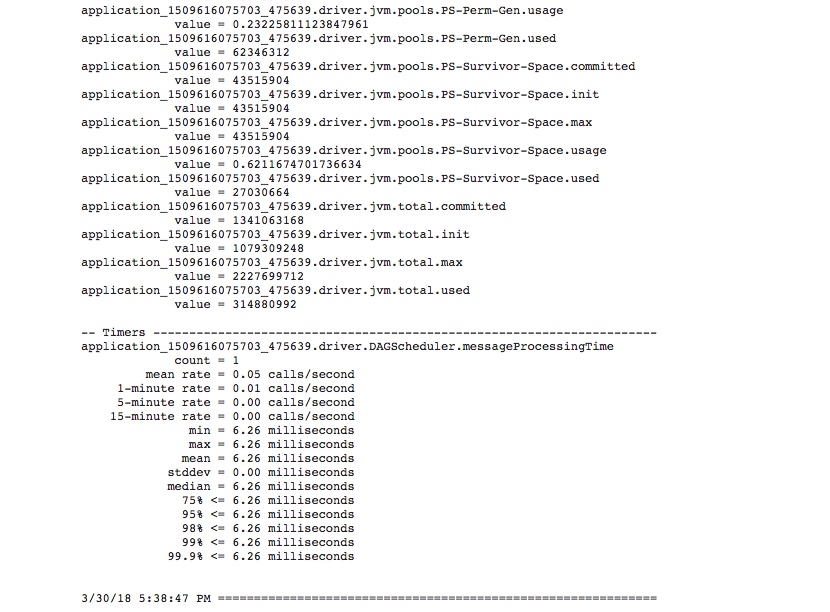 application_1509616075703_475639.driver.jvm.pools.PS-Perm-Gen.usage
value = 0.23225811123847961
application_1509616075703_475639.driver.jvm.pools.PS-Perm-Gen.used
value = 62346312
application_1509616075703_475639.driver.jvm.pools.PS-Survivor-Space.committed
value = 43515904
application_1509616075703_475639.driver.jvm.pools.PS-Survivor-Space.init
value = 43515904
application_1509616075703_475639.driver.jvm.pools.PS-Survivor-Space.max
value = 43515904
application_1509616075703_475639.driver.jvm.pools.PS-Survivor-Space.usage
value = 0.6211674701736634
application_1509616075703_475639.driver.jvm.pools.PS-Survivor-Space.used
value = 27030664
application_1509616075703_475639.driver.jvm.total.committed
value = 1341063168
application_1509616075703_475639.driver.jvm.total.init
value = 1079309248
application_1509616075703_475639.driver.jvm.total.max
value = 2227699712
application_1509616075703_475639.driver.jvm.total.used
value = 314880992
-- Timers ----------------------------------------------------------------------
application_1509616075703_475639.driver.DAGScheduler.messageProcessingTime
count = 1
mean rate = 0.05 calls/second
1-minute rate = 0.01 calls/second
5-minute rate = 0.00 calls/second
15-minute rate = 0.00 calls/second
min = 6.26 milliseconds
max = 6.26 milliseconds
mean = 6.26 milliseconds
stddev = 0.00 milliseconds
median = 6.26 milliseconds
75% <= 6.26 milliseconds
95% <= 6.26 milliseconds
98% <= 6.26 milliseconds
99% <= 6.26 milliseconds
99.9% <= 6.26 milliseconds
3/30/18 5:38:47 PM =============================================================